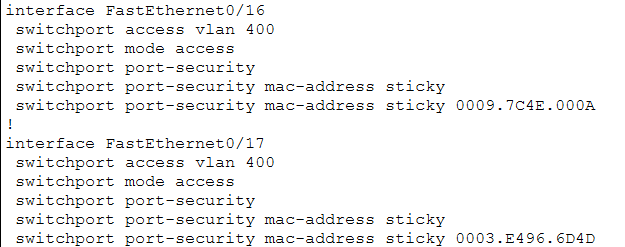 interface FastEthernet0/16
 switchport access vlan 400
 switchport mode access
 switchport port-security
 switchport port-security mac-address sticky
 switchport port-security mac-address sticky 0009.7C4E.000A
!
interface FastEthernet0/17
 switchport access vlan 400
 switchport mode access
 switchport port-security
 switchport port-security mac-address sticky
 switchport port-security mac-address sticky 0003.E496.6D4D